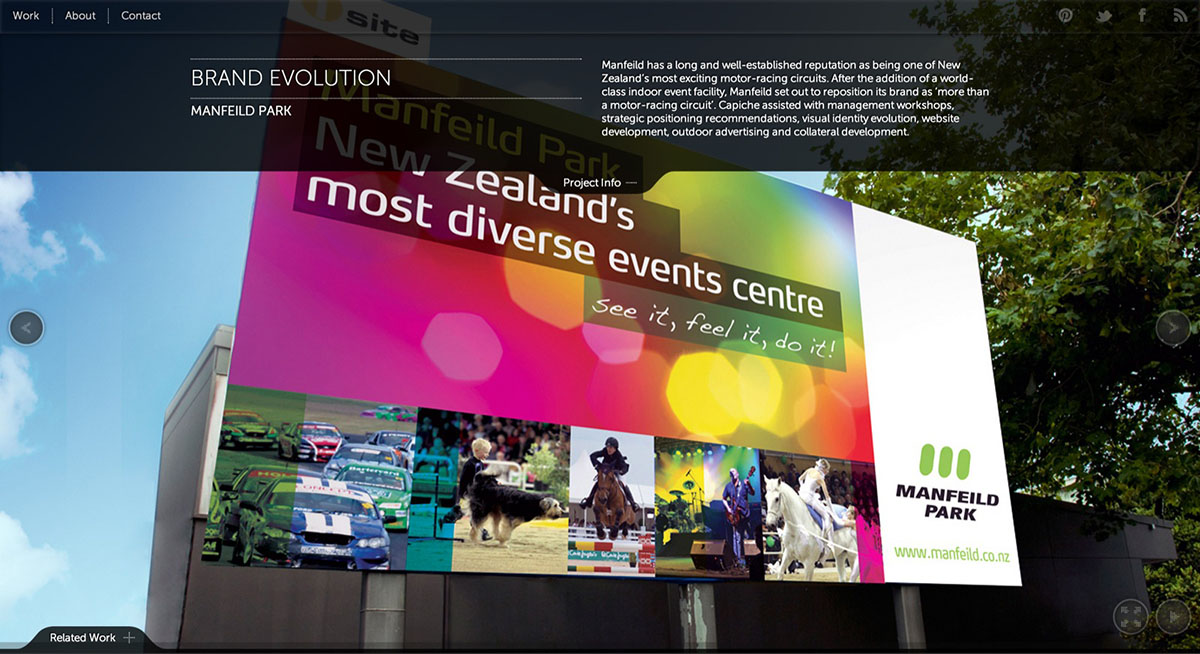 Work
About
Contact
site
BRAND EVOLUTION
MANFEILD PARK
Manfeild has a long and well-established reputation as being one of New
Zealand's most exciting motor-racing circuits. After the addition of a world-
class indoor event facility, Manfeild set out to reposition its brand as 'more than
a motor-racing circuit'. Capiche assisted with management workshops,
strategic positioning recommendations, visual identity evolution, website
development, outdoor advertising and collateral development.
Project Info
Manfeild Park
New Zealand's
most diverse events centre
see it, feel it, do it!
MANFEILD
PARK
www.manfeild.co.nz
Related Work